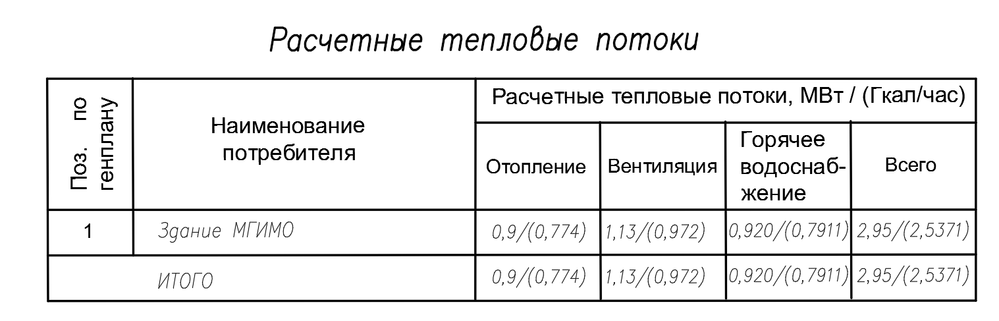 Расчетные тепловые потоки
Поз. по
генплану
Наименование
потребителя
Расчетные тепловые потоки, МВт / (Гкал/час)
Отопление
Вентиляция
Горячее
водоснаб-
жение
Всего
1
Здание МГИМО
0,9/(0,774)
1,13/(0,972)
0,920/(0,7911)
2,95/(2,5371)
ИТОГО
0,9/(0,774)
1,13/(0,972)
0,920/(0,7911)
2,95/(2,5371)